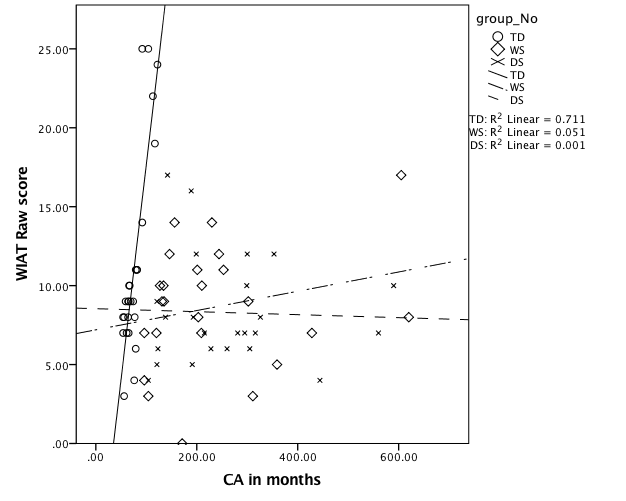 group_No
TD
WS
DS
TD
WS
DS
TD: R² Linear = 0.711
WS: R² Linear = 0.051
DS: R² Linear = 0.001
25.00
20.00
15.00
10.00
5.00
.00
WIAT Raw score
.00 200.00 400.00 600.00
CA in months